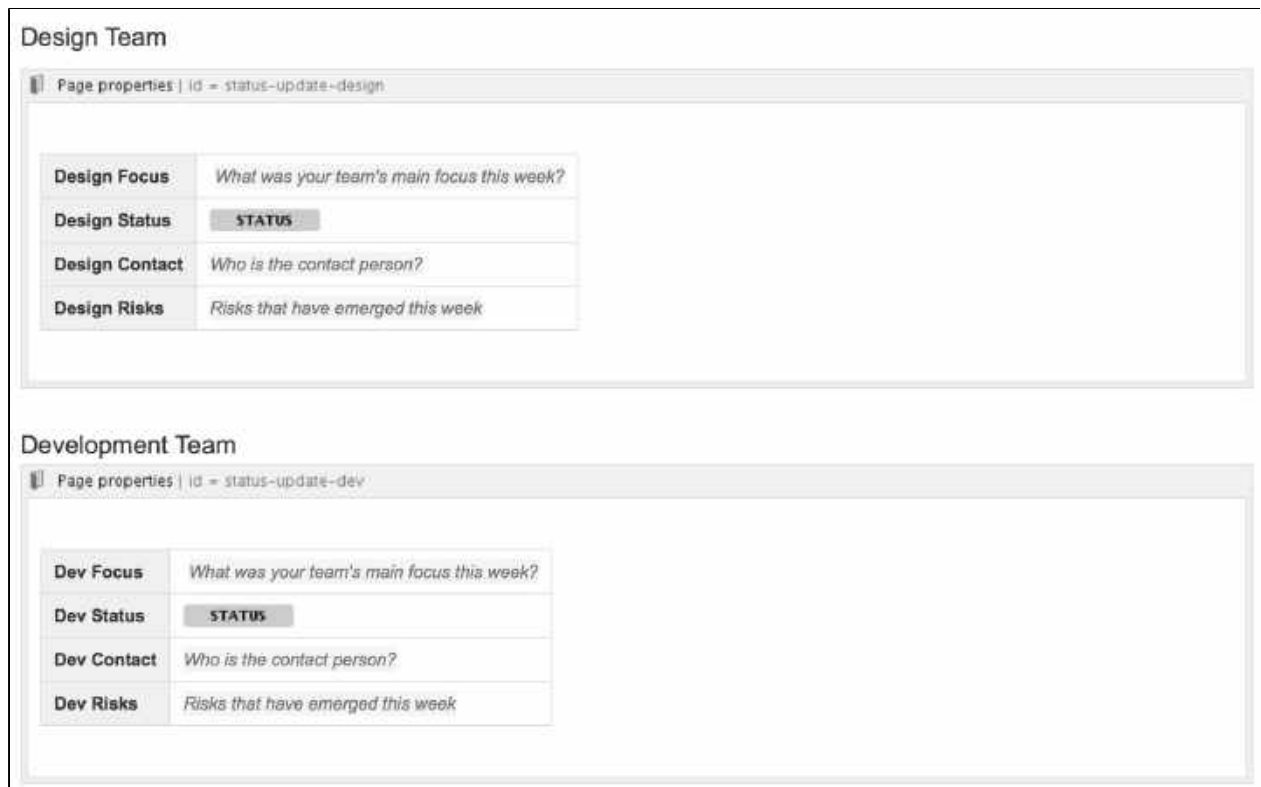 Design Team
Page properties | id = status-update-design
Design Focus What was your team's main focus this week?
Design Status STATUS
Design Contact Who is the contact person?
Design Risks Risks that have emerged this week
Development Team
Page properties | id = status-update-dev
Dev Focus What was your team's main focus this week?
Dev Status STATUS
Dev Contact Who is the contact person?
Dev Risks Risks that have emerged this week